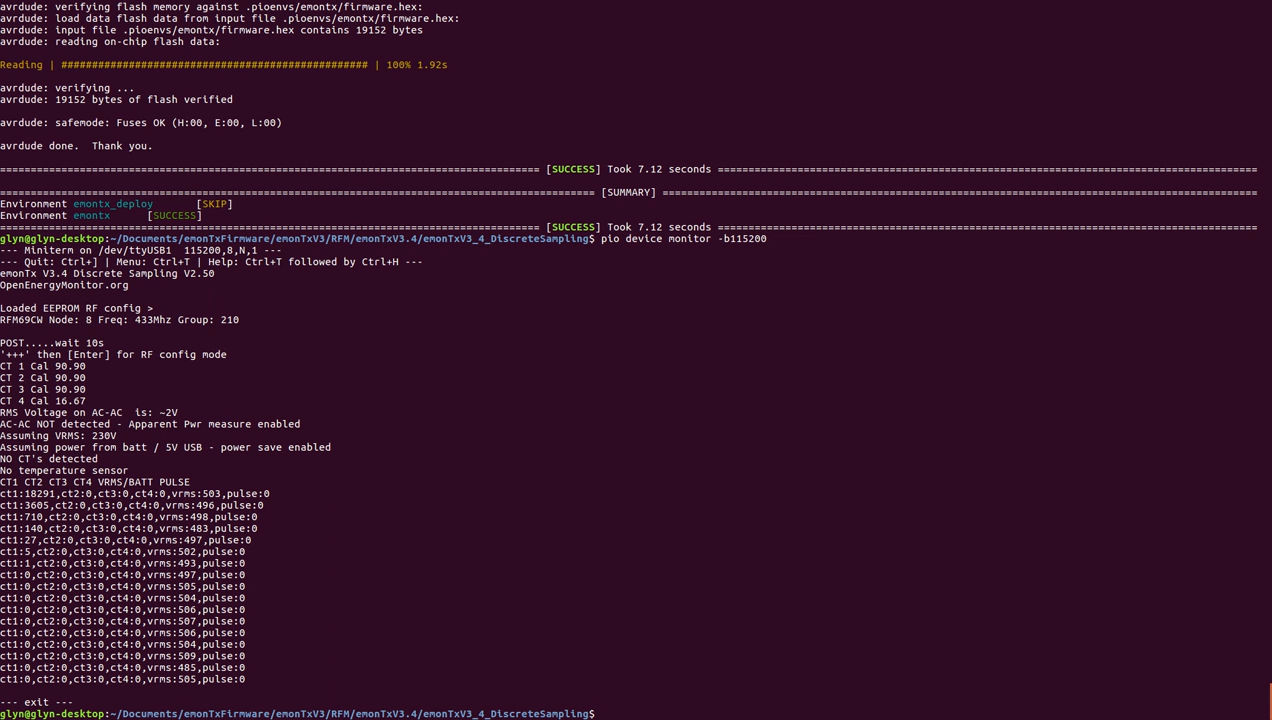 avrdude: verifying flash memory against .pioenvs/emontx/firmware.hex:
avrdude: load data flash data from input file .pioenvs/emontx/firmware.hex:
avrdude: input file .pioenvs/emontx/firmware.hex contains 19152 bytes
avrdude: reading on-chip flash data:
Reading | ################################################## | 100% 1.92s
avrdude: verifying ...
avrdude: 19152 bytes of flash verified
avrdude: safemode: Fuses OK (H:00, E:00, L:00)
avrdude done.  Thank you.
======================================================================================== [SUCCESS] Took 7.12 seconds ========================================================================================
================================================================================================= [SUMMARY] =================================================================================================
Environment emontx_deploy       [SKIP]
Environment emontx      [SUCCESS]
======================================================================================== [SUCCESS] Took 7.12 seconds ========================================================================================
glyn@glyn-desktop:~/Documents/emonTxFirmware/emonTxV3/RFM/emonTxV3.4/emonTxV3_4_DiscreteSampling$ pio device monitor -b115200
--- Miniterm on /dev/ttyUSB1  115200,8,N,1 ---
--- Quit: Ctrl+] | Menu: Ctrl+T | Help: Ctrl+T followed by Ctrl+H ---
emonTx V3.4 Discrete Sampling V2.50
OpenEnergyMonitor.org
Loaded EEPROM RF config >
RFM69CW Node: 8 Freq: 433Mhz Group: 210
POST.....wait 10s
'+++' then [Enter] for RF config mode
CT 1 Cal 90.90
CT 2 Cal 90.90
CT 3 Cal 90.90
CT 4 Cal 16.67
RMS Voltage on AC-AC  is: ~2V
AC-AC NOT detected - Apparent Pwr measure enabled
Assuming VRMS: 230V
Assuming power from batt / 5V USB - power save enabled
NO CT's detected
No temperature sensor
CT1 CT2 CT3 CT4 VRMS/BATT PULSE
ct1:18291,ct2:0,ct3:0,ct4:0,vrms:503,pulse:0
ct1:3605,ct2:0,ct3:0,ct4:0,vrms:496,pulse:0
ct1:710,ct2:0,ct3:0,ct4:0,vrms:498,pulse:0
ct1:140,ct2:0,ct3:0,ct4:0,vrms:483,pulse:0
ct1:27,ct2:0,ct3:0,ct4:0,vrms:497,pulse:0
ct1:5,ct2:0,ct3:0,ct4:0,vrms:502,pulse:0
ct1:1,ct2:0,ct3:0,ct4:0,vrms:493,pulse:0
ct1:0,ct2:0,ct3:0,ct4:0,vrms:497,pulse:0
ct1:0,ct2:0,ct3:0,ct4:0,vrms:505,pulse:0
ct1:0,ct2:0,ct3:0,ct4:0,vrms:504,pulse:0
ct1:0,ct2:0,ct3:0,ct4:0,vrms:506,pulse:0
ct1:0,ct2:0,ct3:0,ct4:0,vrms:507,pulse:0
ct1:0,ct2:0,ct3:0,ct4:0,vrms:506,pulse:0
ct1:0,ct2:0,ct3:0,ct4:0,vrms:504,pulse:0
ct1:0,ct2:0,ct3:0,ct4:0,vrms:509,pulse:0
ct1:0,ct2:0,ct3:0,ct4:0,vrms:485,pulse:0
ct1:0,ct2:0,ct3:0,ct4:0,vrms:505,pulse:0
--- exit ---
glyn@glyn-desktop:~/Documents/emonTxFirmware/emonTxV3/RFM/emonTxV3.4/emonTxV3_4_DiscreteSampling$